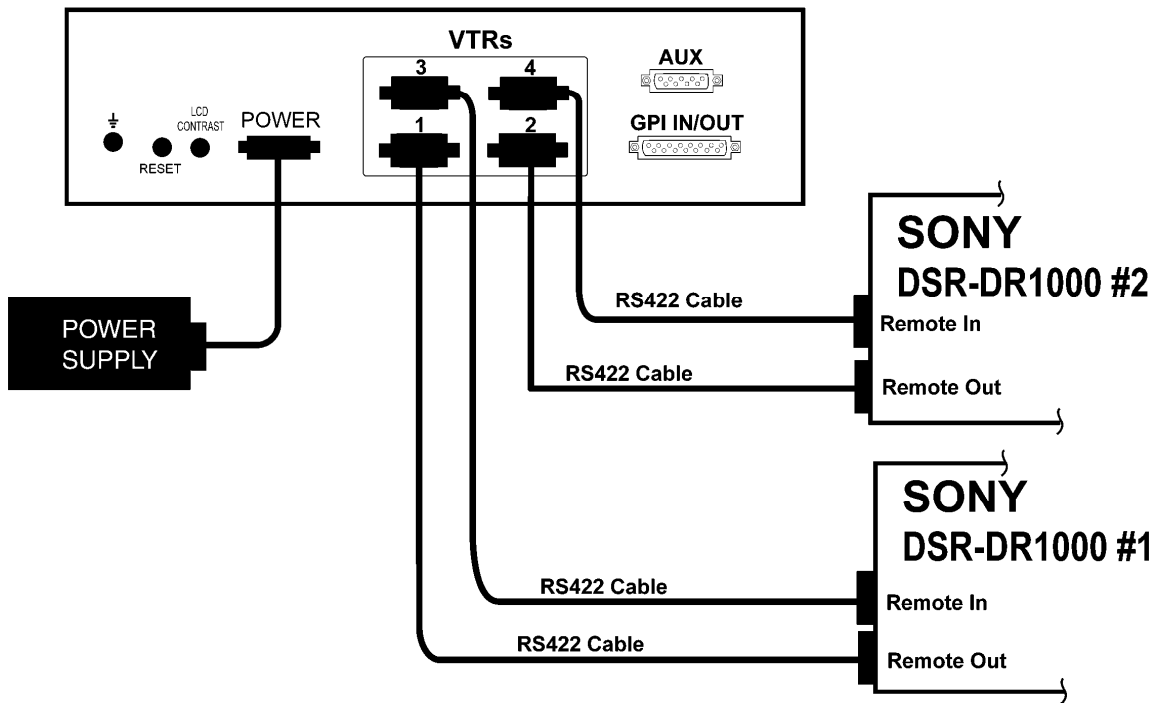 VTRs
3
4
AUX
LCD
CONTRAST
POWER
1
2
GPI IN/OUT
RESET
SONY
DSR-DR1000 #2
RS422 Cable
Remote In
POWER
SUPPLY
RS422 Cable
Remote Out
SONY
DSR-DR1000 #1
RS422 Cable
Remote In
RS422 Cable
Remote Out